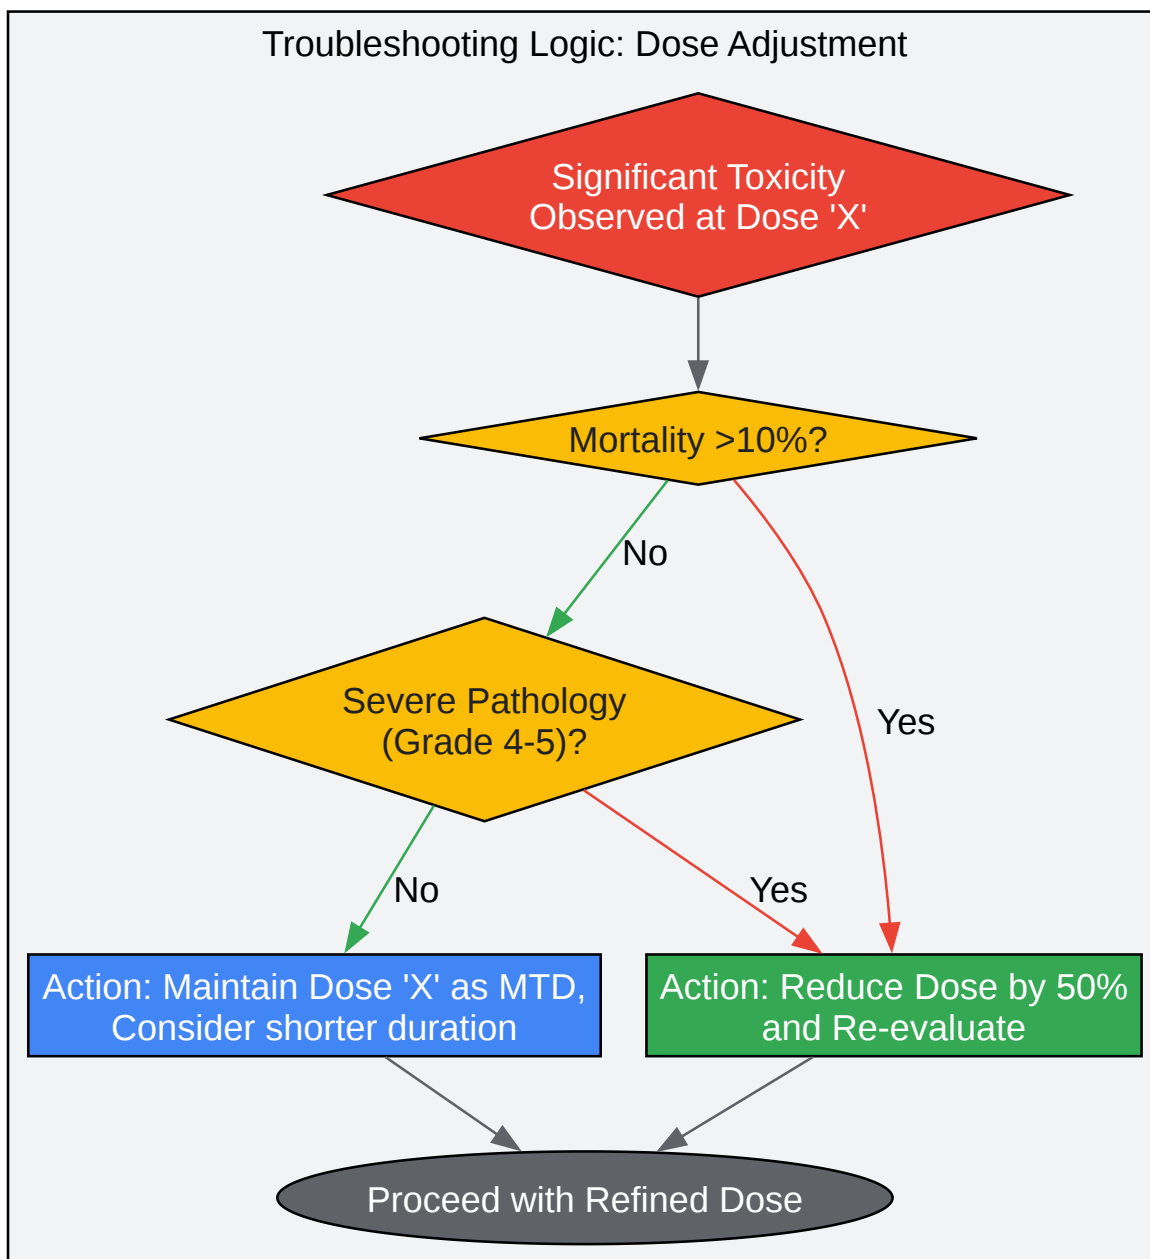 Troubleshooting Logic: Dose Adjustment
Significant Toxicity
Observed at Dose 'X'
Mortality >10%?
No
Yes
Severe Pathology
(Grade 4-5)?
No
Yes
Action: Maintain Dose 'X' as MTD,
Consider shorter duration
Action: Reduce Dose by 50%
and Re-evaluate
Proceed with Refined Dose